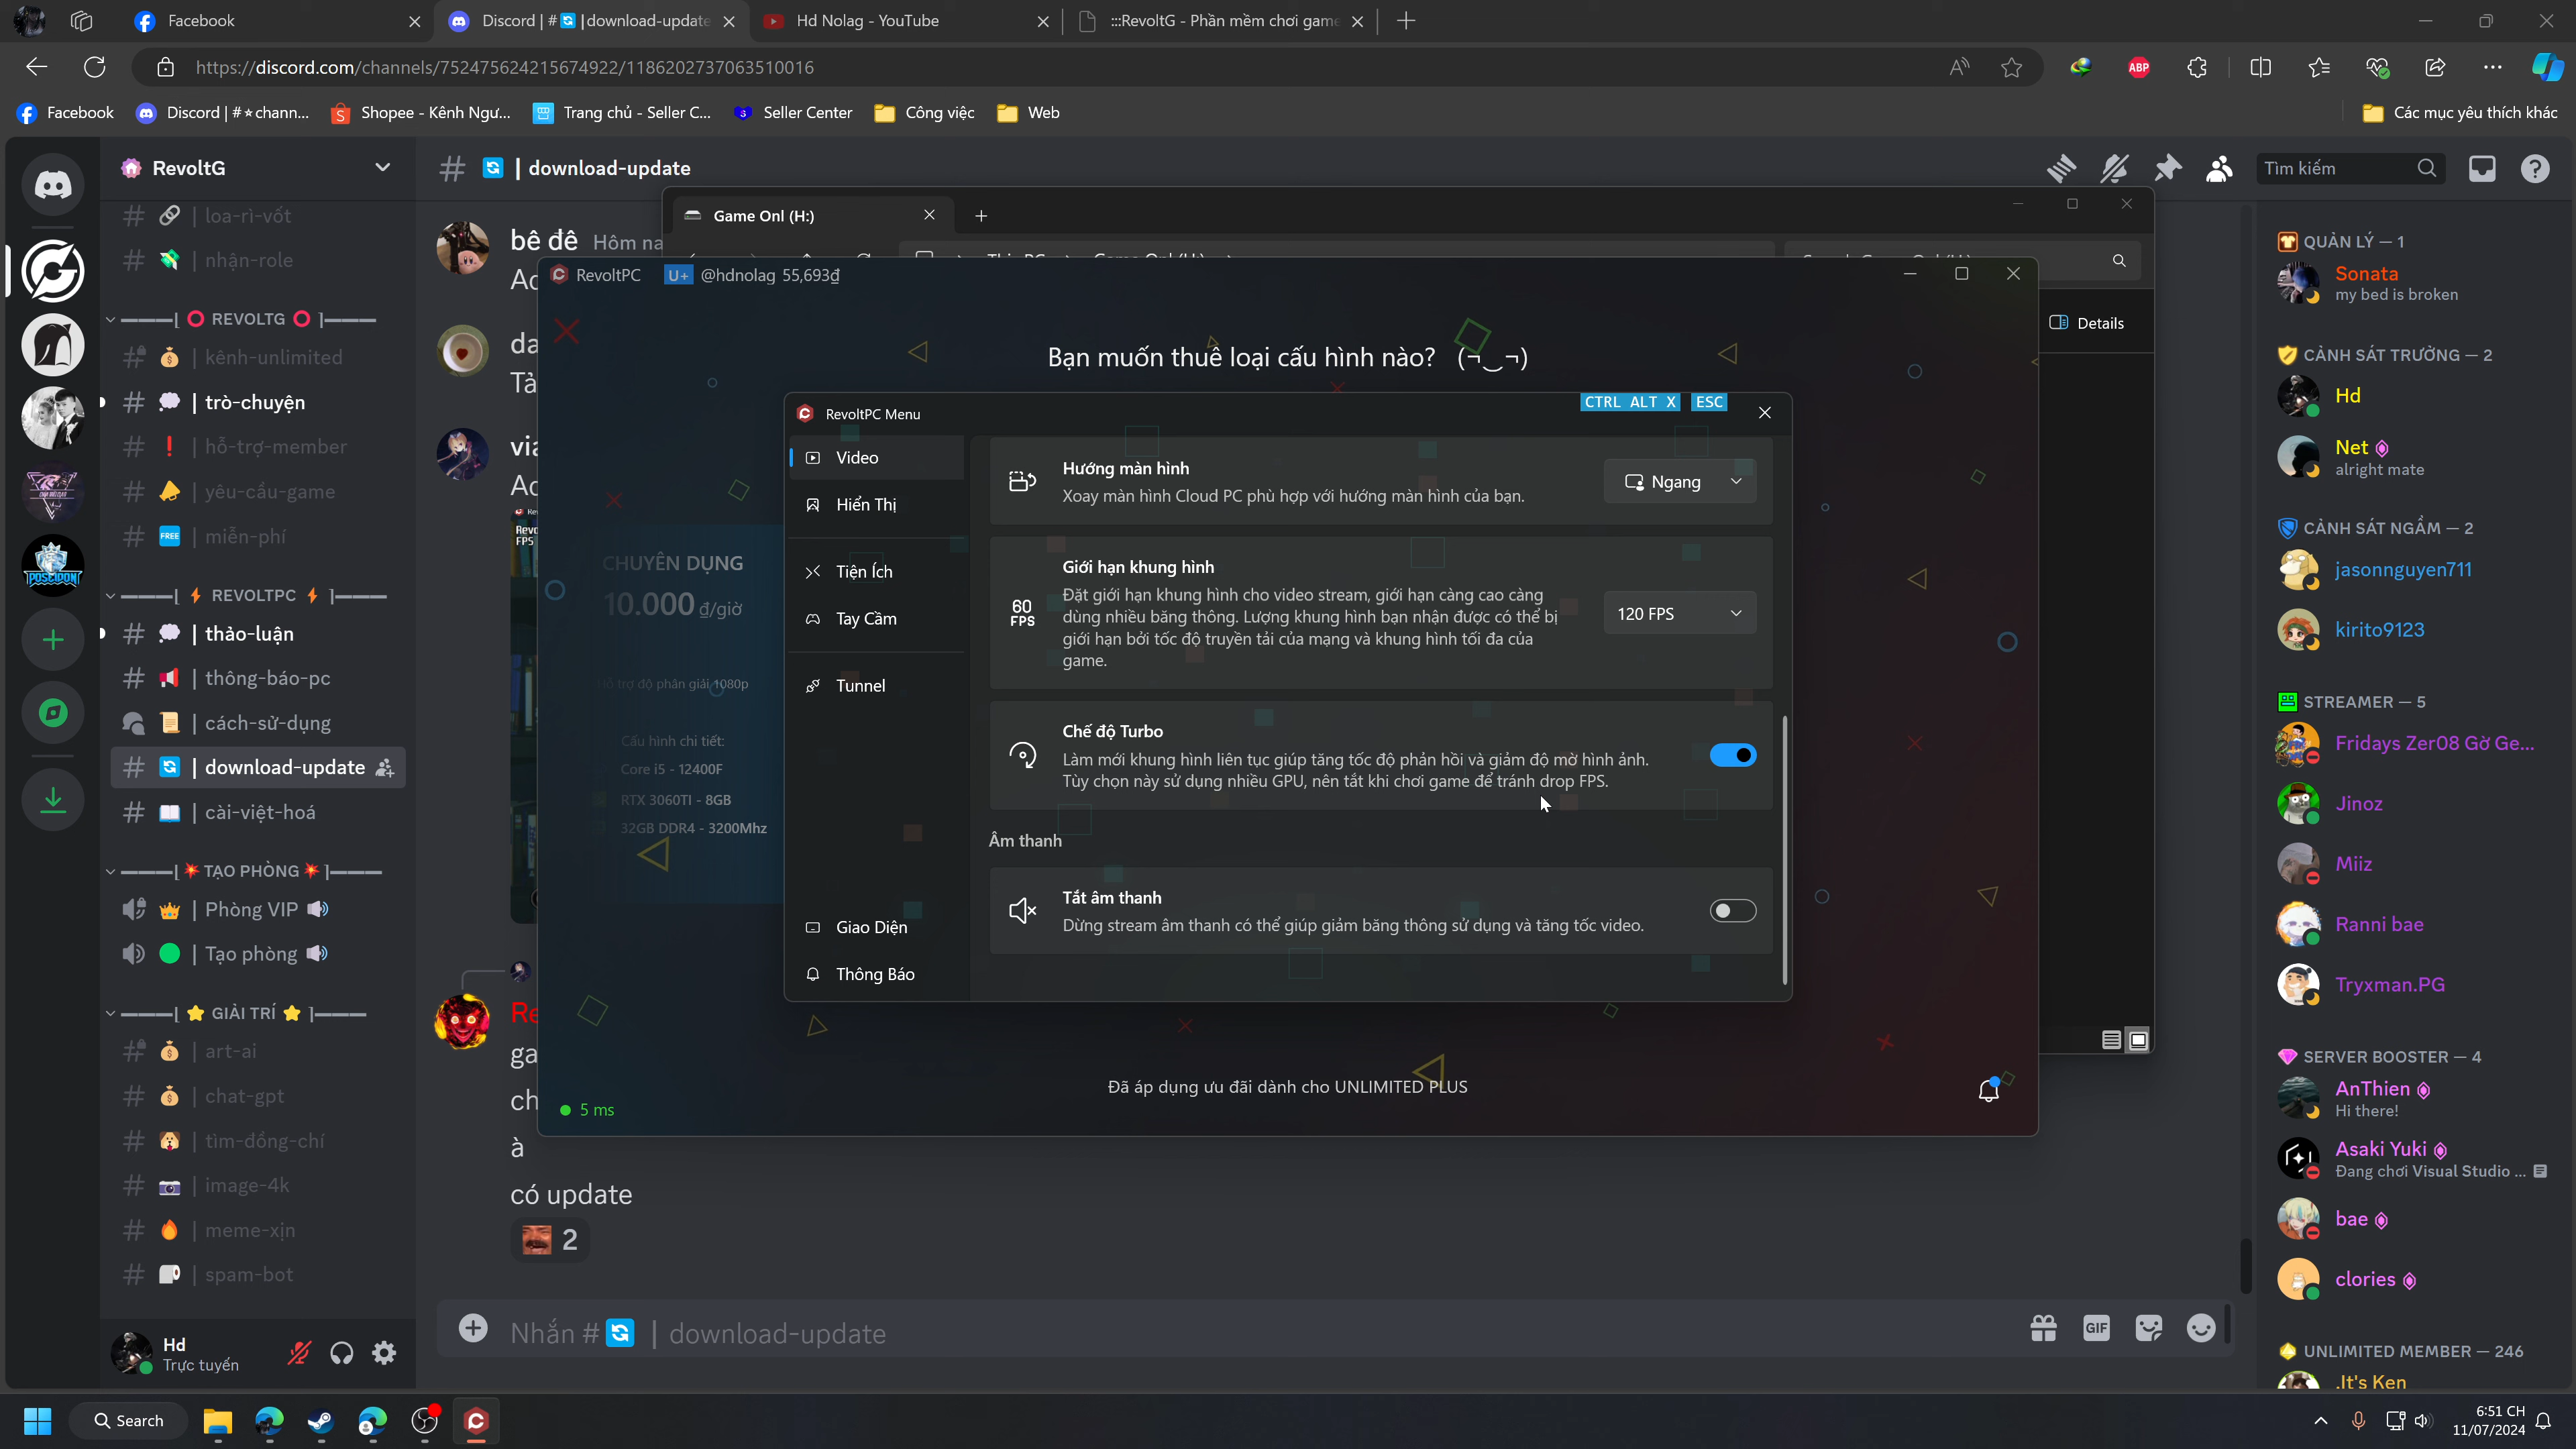 Facebook
Discord | #🔄 | download-update
Hd Nolag - YouTube
:::RevoltG - Phần mềm chơi game
https://discord.com/channels/752475624215674922/1186202737063510016
ABP
Facebook
Discord | #⭐chann...
Shopee - Kênh Ngư...
Trang chủ - Seller C...
Seller Center
Công việc
Web
Các mục yêu thích khác
RevoltG
# 🔄 | download-update
Tìm kiếm
# | loa-rì-vốt
# | nhận-role
———[ ⭕ REVOLTG ⭕ ]———
# | kênh-unlimited
# | trò-chuyện
# | hỗ-trợ-member
# | yêu-cầu-game
# FREE | miễn-phí
———[ ⚡ REVOLTPC ⚡ ]———
# | thảo-luận
# | thông-báo-pc
| cách-sử-dụng
# | download-update
# | cài-việt-hoá
———[ 💥 TẠO PHÒNG 💥 ]———
| Phòng VIP
| Tạo phòng
———[ ⭐ GIẢI TRÍ ⭐ ]———
# | art-ai
# | chat-gpt
# | tìm-đồng-chí
# | image-4k
# | meme-xịn
# | spam-bot
POSEIDON
Hd
Trực tuyến
bê đê Hôm na
có update
2
Nhắn #🔄 | download-update
GIF
Game Onl (H:)
Details
RevoltPC U+ @hdnolag 55,693₫
Bạn muốn thuê loại cấu hình nào? (¬‿¬)
CHUYÊN DỤNG
10.000 ₫/giờ
Hỗ trợ độ phân giải 1080p
Cấu hình chi tiết:
Core i5 - 12400F
RTX 3060TI - 8GB
32GB DDR4 - 3200Mhz
RevoltPC Menu
CTRL ALT X ESC
Video
Hiển Thị
Tiện Ích
Tay Cầm
Tunnel
Giao Diện
Thông Báo
Hướng màn hình
Xoay màn hình Cloud PC phù hợp với hướng màn hình của bạn.
Ngang
60 FPS
Giới hạn khung hình
Đặt giới hạn khung hình cho video stream, giới hạn càng cao càng
dùng nhiều băng thông. Lượng khung hình bạn nhận được có thể bị
giới hạn bởi tốc độ truyền tải của mạng và khung hình tối đa của
game.
120 FPS
Chế độ Turbo
Làm mới khung hình liên tục giúp tăng tốc độ phản hồi và giảm độ mờ hình ảnh.
Tùy chọn này sử dụng nhiều GPU, nên tắt khi chơi game để tránh drop FPS.
Âm thanh
Tắt âm thanh
Dừng stream âm thanh có thể giúp giảm băng thông sử dụng và tăng tốc video.
Đã áp dụng ưu đãi dành cho UNLIMITED PLUS
5 ms
QUẢN LÝ — 1
Sonata
my bed is broken
CẢNH SÁT TRƯỞNG — 2
Hd
Net
alright mate
CẢNH SÁT NGẦM — 2
jasonnguyen711
kirito9123
STREAMER — 5
Fridays Zer08 Gờ Ge...
Jinoz
Miiz
Ranni bae
Tryxman.PG
SERVER BOOSTER — 4
AnThien
Hi there!
Asaki Yuki
Đang chơi Visual Studio ...
bae
clories
UNLIMITED MEMBER — 246
.It's Ken
Search
6:51 CH
11/07/2024